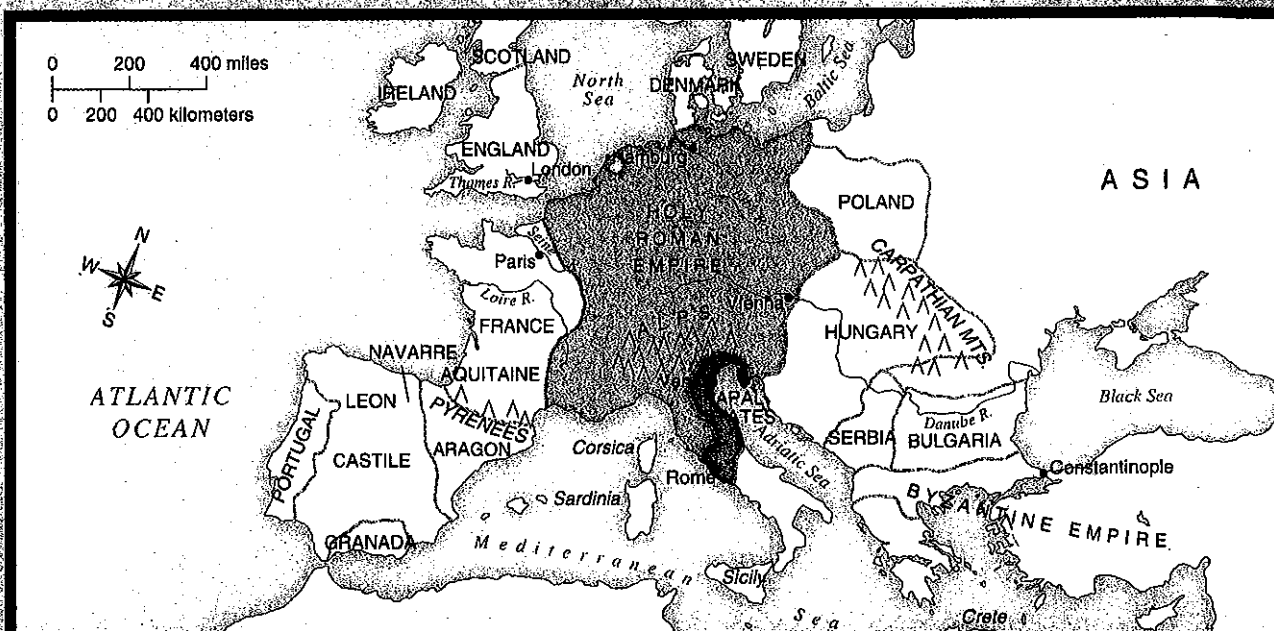 0 200 400 miles
0 200 400 kilometers
SCOTLAND
IRELAND
North
Sea
DENMARK
SWEDEN
Baltic Sea
ENGLAND
London
Thames R.
Hamburg
ASIA
POLAND
HOLY
ROMAN
EMPIRE
N
W
E
S
Seine
Paris
Loire R.
FRANCE
Vienna
ALPS
CARPATHIAN MTS.
HUNGARY
NAVARRE
AQUITAINE
ATLANTIC
OCEAN
LEON
PYRENEES
PORTUGAL
CASTILE
ARAGON
Corsica
Adriatic Sea
SERBIA
Danube R.
BULGARIA
Black Sea
Rome
Constantinople
Sardinia
BYZANTINE EMPIRE
GRANADA
Mediterranean
Sea
Sicily
Crete